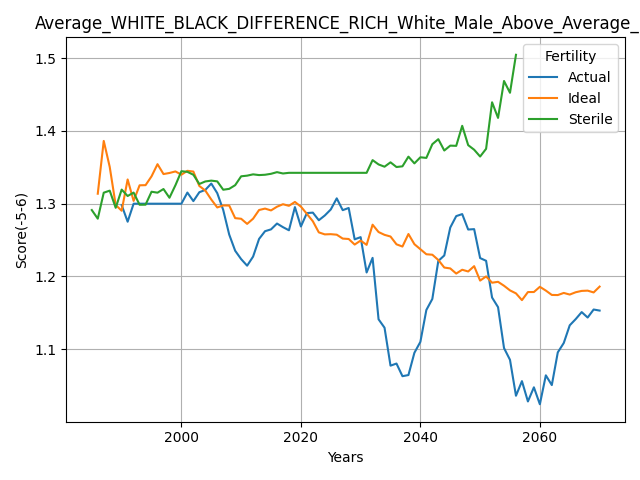 Average_WHITE_BLACK_DIFFERENCE_RICH_White_Male_Above_Average_
Score(-5-6)
1.5
1.4
1.3
1.2
1.1
Fertility
Actual
Ideal
Sterile
2000
2020
2040
2060
Years